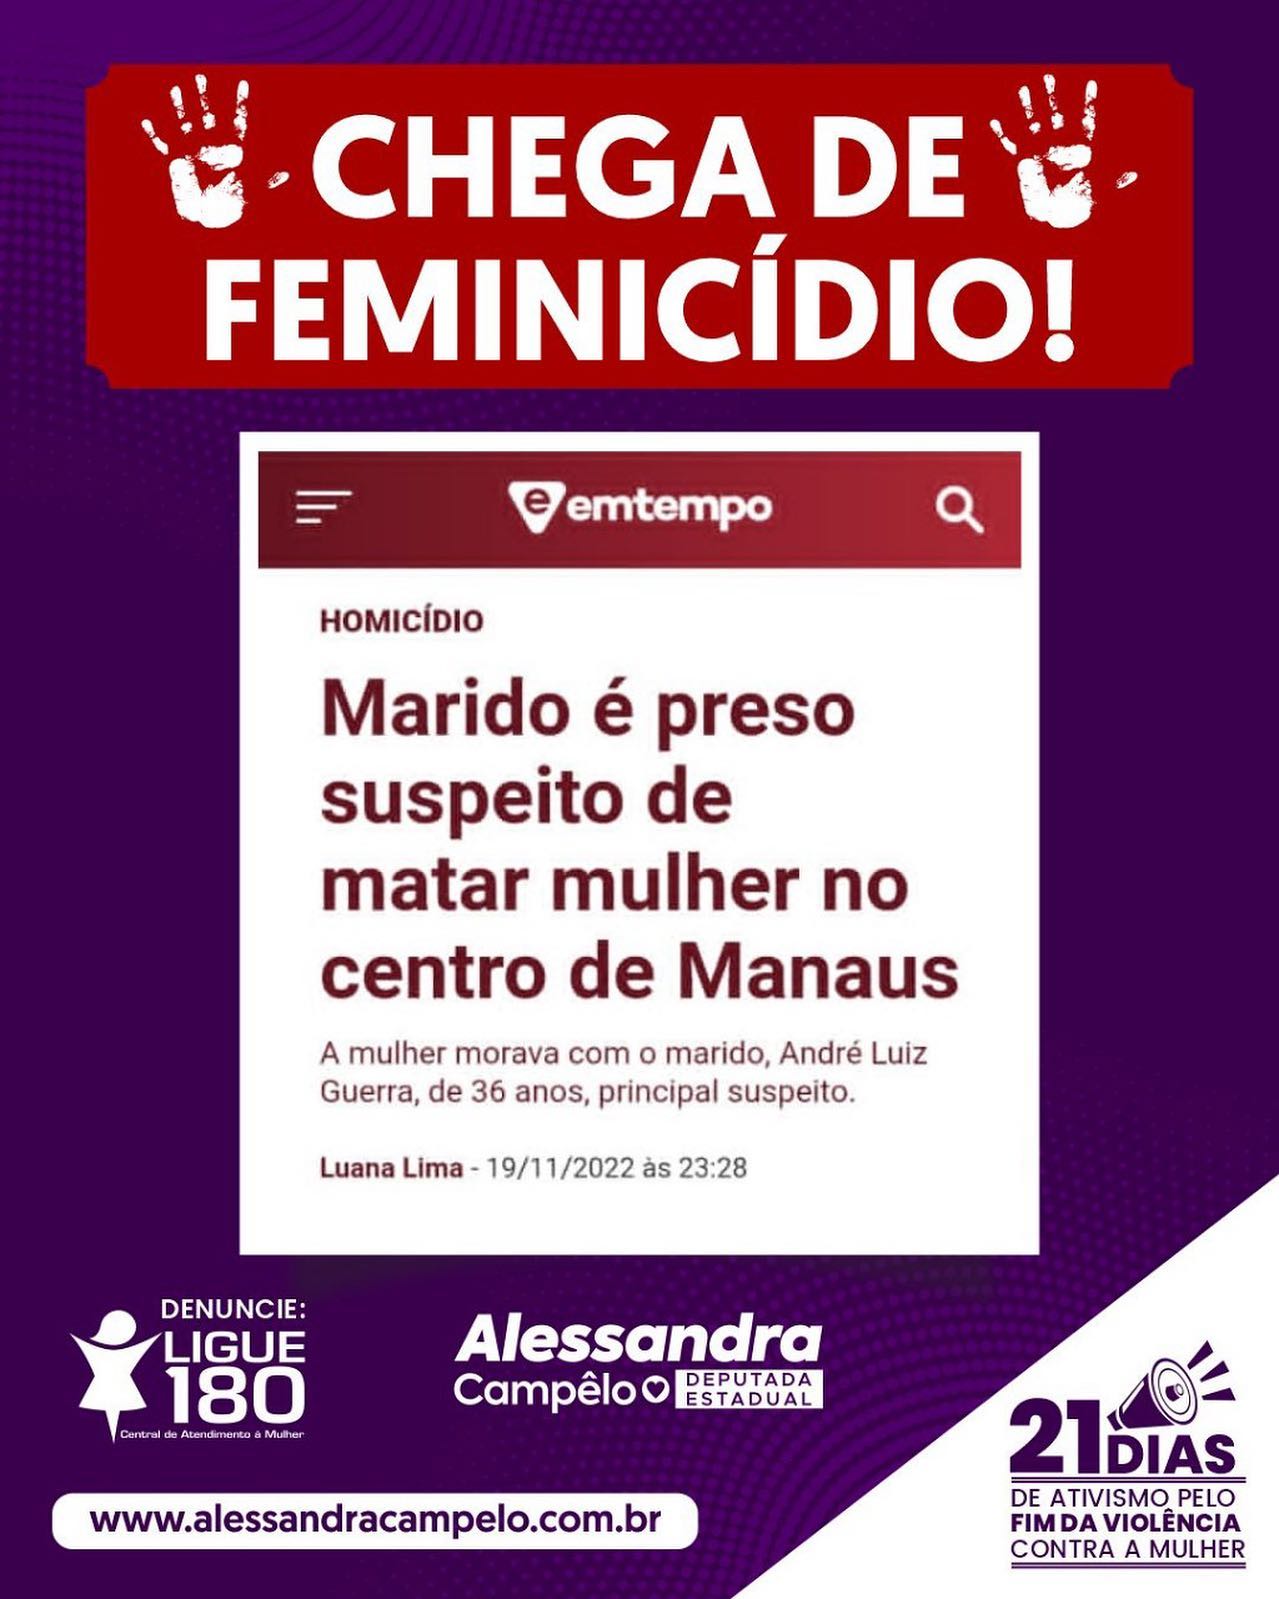 CHEGA DE
FEMINICÍDIO!
e emtempo
HOMICÍDIO
Marido é preso
suspeito de
matar mulher no
centro de Manaus
A mulher morava com o marido, André Luiz
Guerra, de 36 anos, principal suspeito.
Luana Lima - 19/11/2022 às 23:28
DENUNCIE:
LIGUE
180
Central de Atendimento à Mulher
Alessandra
Campêlo DEPUTADA ESTADUAL
www.alessandracampelo.com.br
21 DIAS
DE ATIVISMO PELO
FIM DA VIOLÊNCIA
CONTRA A MULHER